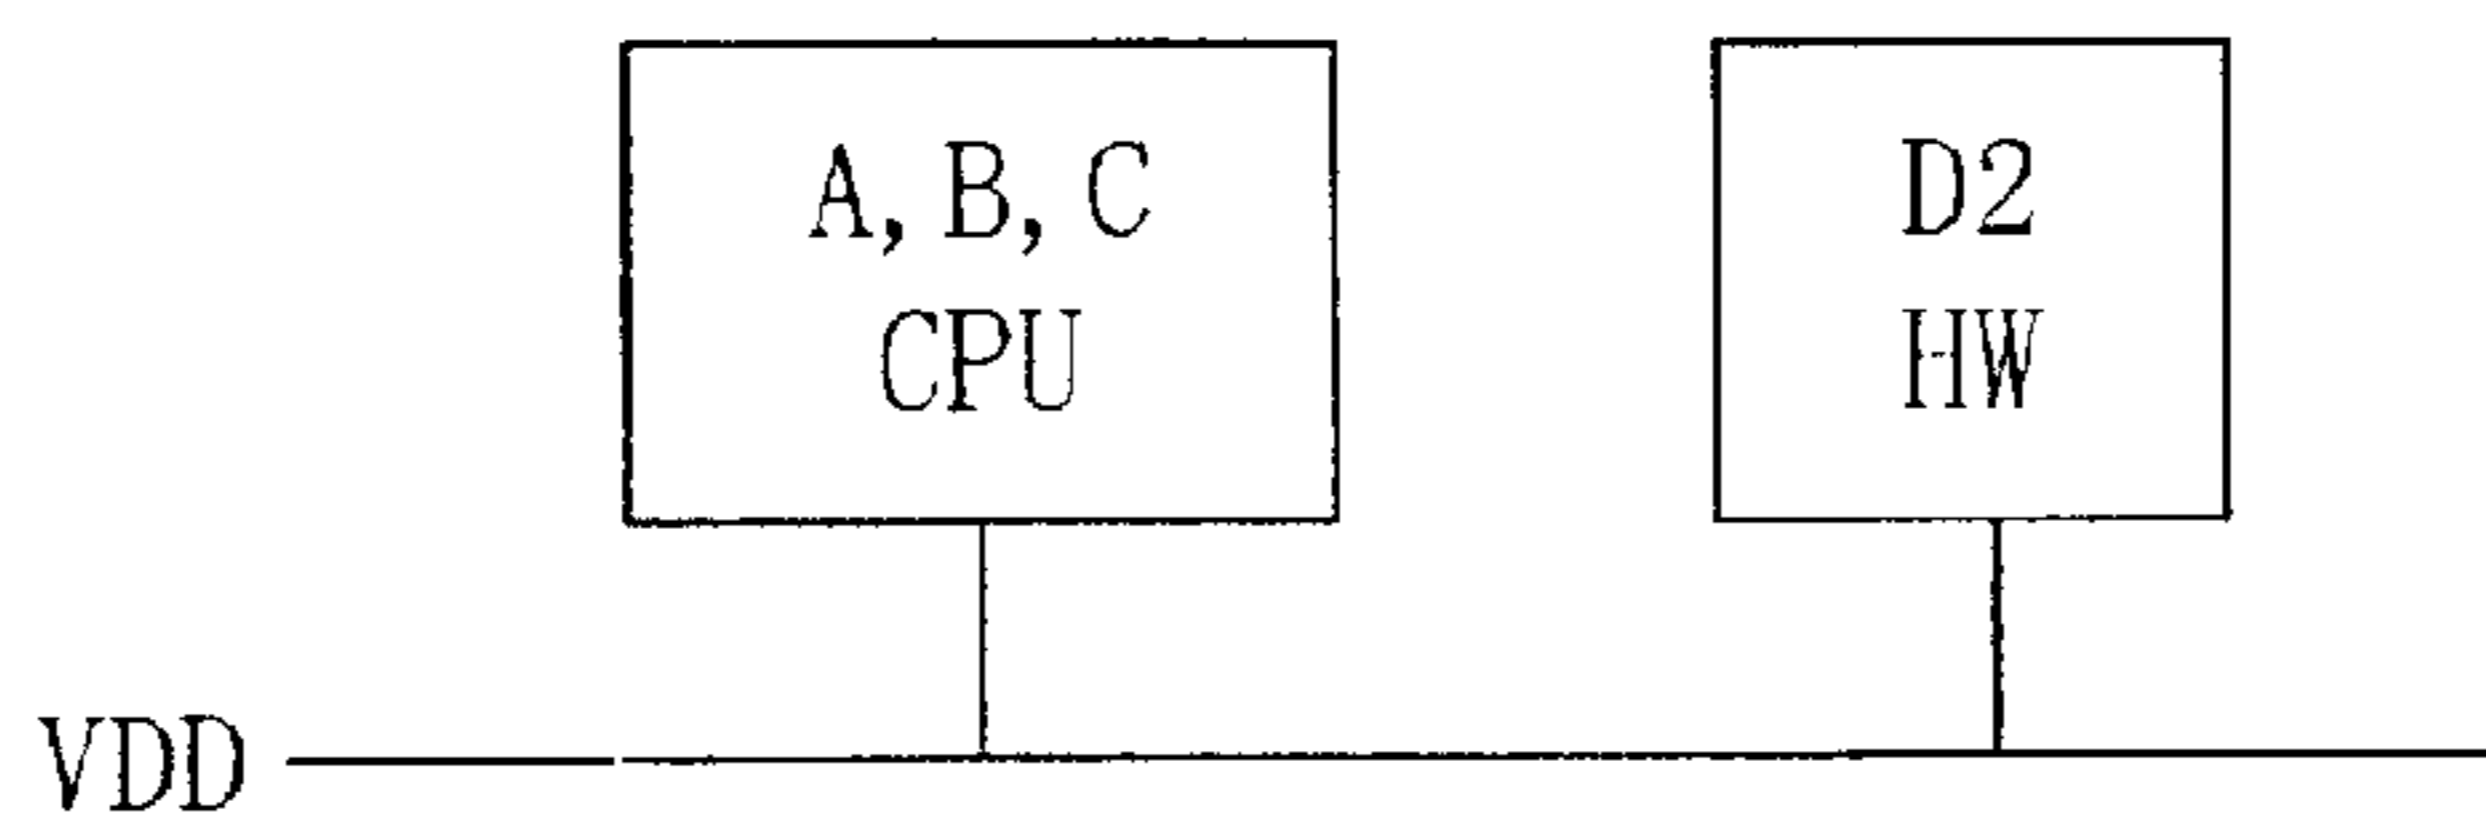 A, B, C
CPU
D2
HW
VDD